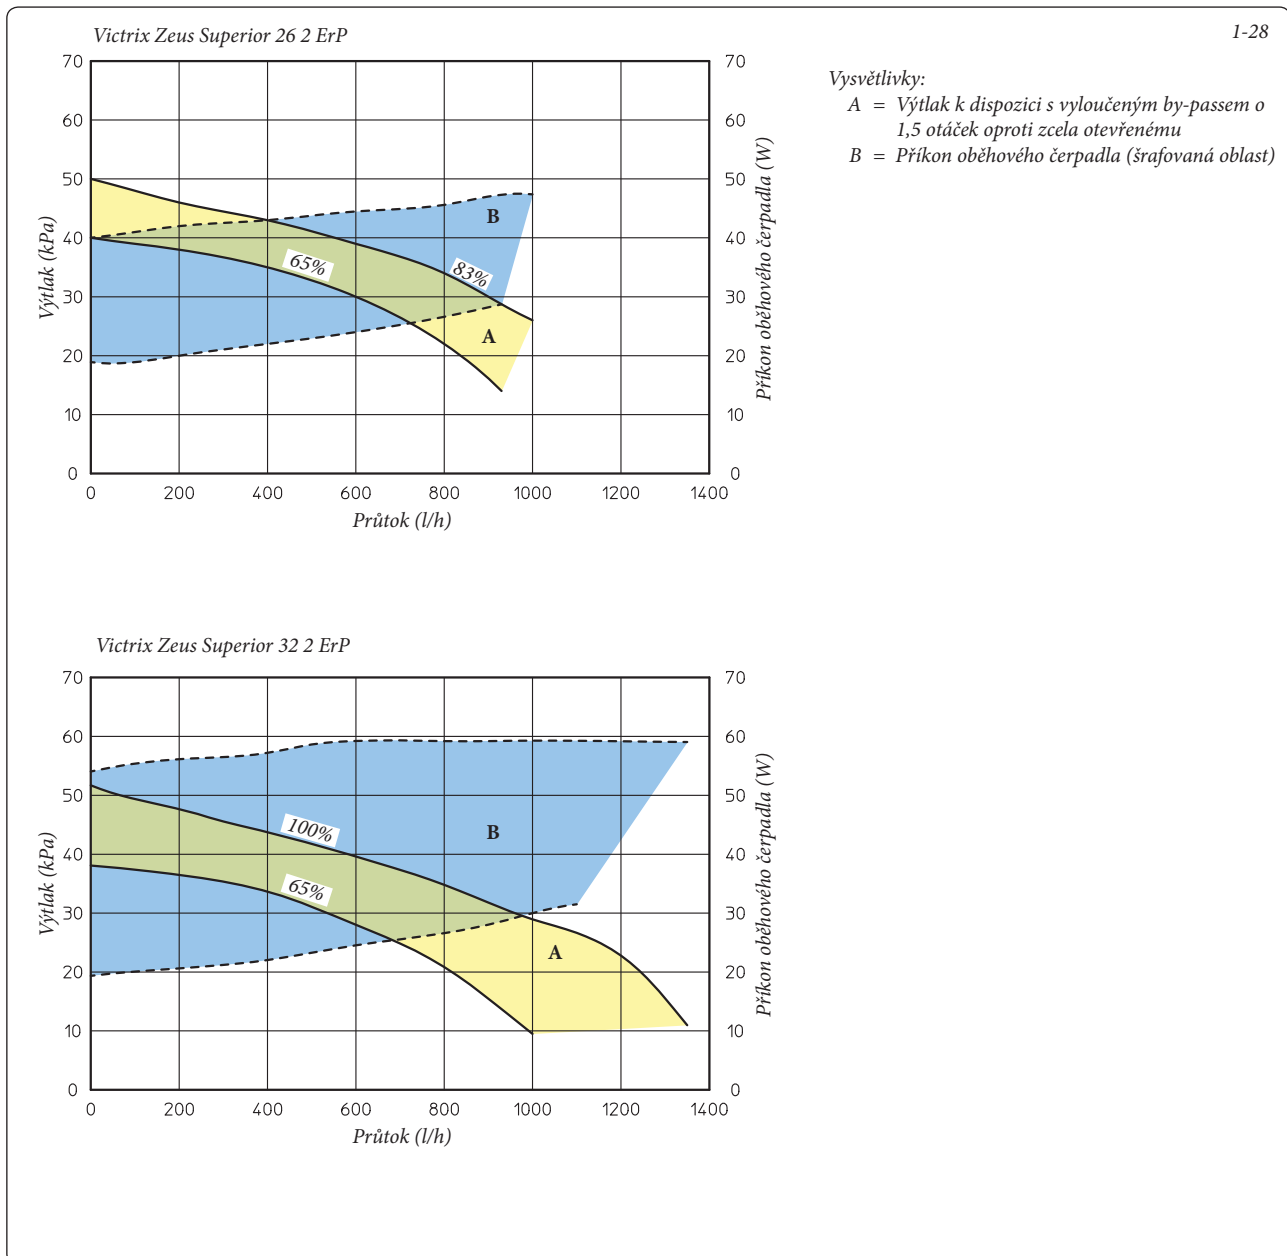 1-28
Victrix Zeus Superior 26 2 ErP
Vysvětlivky:
A = Výtlak k dispozici s vyloučeným by-passem o
1,5 otáček oproti zcela otevřenému
B = Příkon oběhového čerpadla (šrafovaná oblast)
70 70
60 60
50 50
40 40
30 30
20 20
10 10
0 0
Výtlak (kPa)
Příkon oběhového čerpadla (W)
B
65%
83%
A
0 200 400 600 800 1000 1200 1400
Průtok (l/h)
Victrix Zeus Superior 32 2 ErP
70 70
60 60
50 50
40 40
30 30
20 20
10 10
0 0
Výtlak (kPa)
Příkon oběhového čerpadla (W)
100%
B
65%
A
0 200 400 600 800 1000 1200 1400
Průtok (l/h)